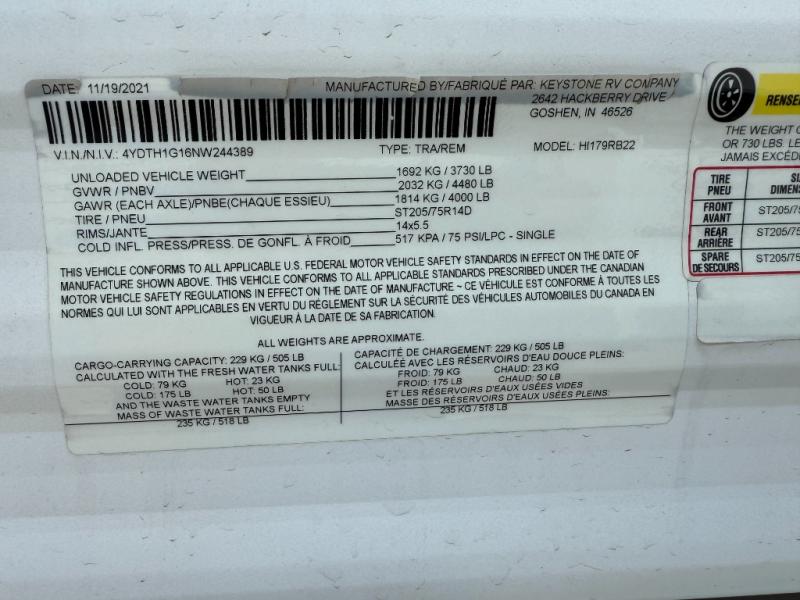 DATE: 11/19/2021
MANUFACTURED BY/FABRIQUÉ PAR: KEYSTONE RV COMPANY
2642 HACKBERRY DRIVE
GOSHEN, IN 46526
V.I.N./N.I.V.: 4YDTH1G16NW244389 TYPE: TRA/REM MODEL: HI179RB22
UNLOADED VEHICLE WEIGHT 1692 KG / 3730 LB
GVWR / PNBV 2032 KG / 4480 LB
GAWR (EACH AXLE)/PNBE(CHAQUE ESSIEU) 1814 KG / 4000 LB
TIRE / PNEU ST205/75R14D
RIMS/JANTE 14x5.5
COLD INFL. PRESS/PRESS. DE GONFL. À FROID 517 KPA / 75 PSI/LPC - SINGLE
THIS VEHICLE CONFORMS TO ALL APPLICABLE U.S. FEDERAL MOTOR VEHICLE SAFETY STANDARDS IN EFFECT ON THE DATE OF
MANUFACTURE SHOWN ABOVE. THIS VEHICLE CONFORMS TO ALL APPLICABLE STANDARDS PRESCRIBED UNDER THE CANADIAN
MOTOR VEHICLE SAFETY REGULATIONS IN EFFECT ON THE DATE OF MANUFACTURE ~ CE VÉHICULE EST CONFORME À TOUTES LES
NORMES QUI LUI SONT APPLICABLES EN VERTU DU RÉGLEMENT SUR LA SÉCURITÉ DES VÉHICULES AUTOMOBILES DU CANADA EN
VIGUEUR À LA DATE DE SA FABRICATION.
ALL WEIGHTS ARE APPROXIMATE.
CARGO-CARRYING CAPACITY: 229 KG / 505 LB
CALCULATED WITH THE FRESH WATER TANKS FULL:
COLD: 79 KG HOT: 23 KG
COLD: 175 LB HOT: 50 LB
AND THE WASTE WATER TANKS EMPTY
MASS OF WASTE WATER TANKS FULL:
235 KG / 518 LB
CAPACITÉ DE CHARGEMENT: 229 KG / 505 LB
CALCULÉE AVEC LES RÉSERVOIRS D'EAU DOUCE PLEINS:
FROID: 79 KG CHAUD: 23 KG
FROID: 175 LB CHAUD: 50 LB
ET LES RÉSERVOIRS D'EAUX USÉES VIDES
MASSE DES RÉSERVOIRS D'EAUX USÉES PLEINS:
235 KG / 518 LB
RENSEI
THE WEIGHT O
OR 730 LBS. LE
JAMAIS EXCÉDE
TIRE SI
PNEU DIMENS
FRONT
AVANT ST205/75
REAR
ARRIÈRE ST205/75
SPARE
DE SECOURS ST205/75